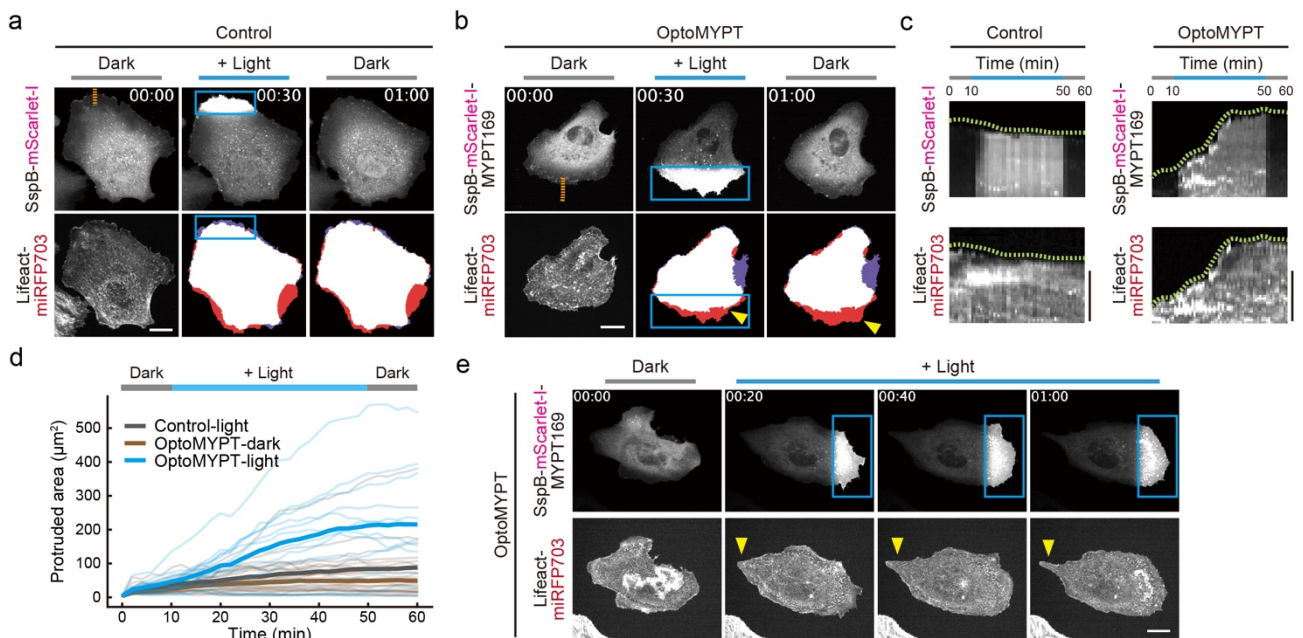 a
Control
Dark
+ Light
Dark
SspB-mScarlet-I
00:00
00:30
01:00
Lifeact-
miRFP703
b
OptoMYPT
Dark
+ Light
Dark
SspB-mScarlet-I-
MYPT169
00:00
00:30
01:00
Lifeact-
miRFP703
c
Control
OptoMYPT
Time (min)
Time (min)
0 10 50 60
0 10 50 60
SspB-mScarlet-I
SspB-mScarlet-I-
MYPT169
Lifeact-
miRFP703
Lifeact-
miRFP703
d
Dark
+ Light
Dark
Protruded area (µm²)
500
400
300
200
100
0
Control-light
OptoMYPT-dark
OptoMYPT-light
0 10 20 30 40 50 60
Time (min)
e
Dark
+ Light
OptoMYPT
SspB-mScarlet-I-
MYPT169
00:00
00:20
00:40
01:00
Lifeact-
miRFP703